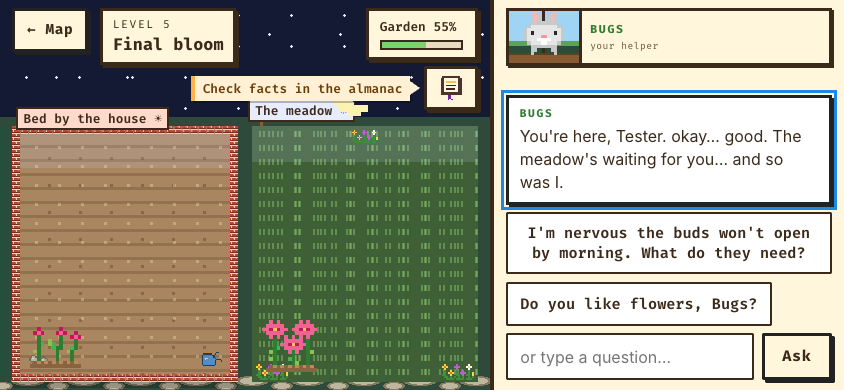 ← Map
LEVEL 5
Final bloom
Garden 55%
Check facts in the almanac
Bed by the house ☀
The meadow
BUGS
your helper
BUGS
You're here, Tester. okay... good. The
meadow's waiting for you... and so
was I.
I'm nervous the buds won't open
by morning. What do they need?
Do you like flowers, Bugs?
or type a question...
Ask